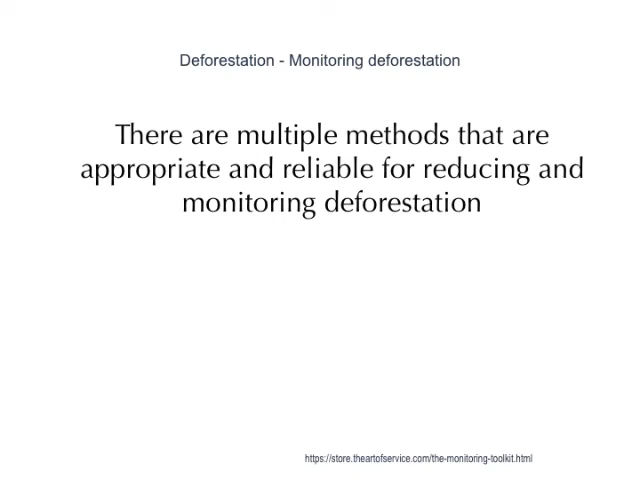 Deforestation - Monitoring deforestation
There are multiple methods that are
appropriate and reliable for reducing and
monitoring deforestation
https://store.theartofservice.com/the-monitoring-toolkit.html